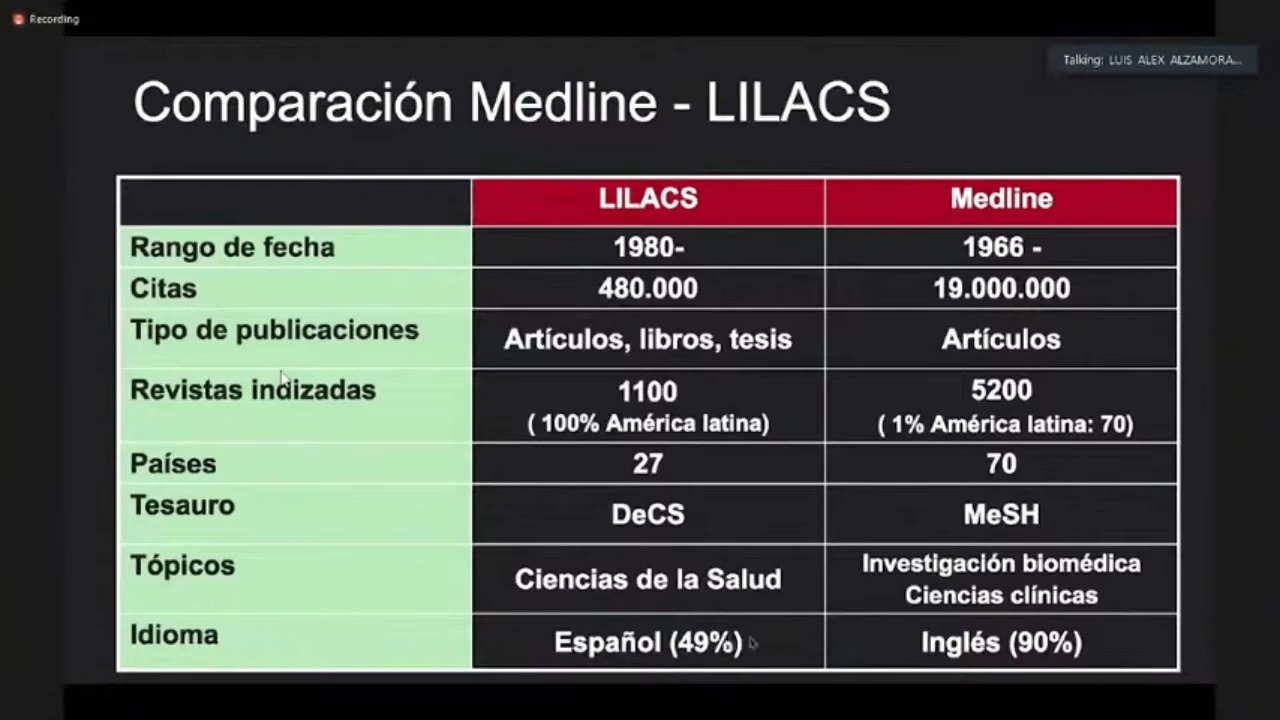 Recording
Talking: LUIS ALEX ALZAMORA...
Comparación Medline - LILACS
LILACS Medline
Rango de fecha 1980- 1966 -
Citas 480.000 19.000.000
Tipo de publicaciones Artículos, libros, tesis Artículos
Revistas indizadas 1100 5200
( 100% América latina) ( 1% América latina: 70)
Países 27 70
Tesauro DeCS MeSH
Tópicos Ciencias de la Salud Investigación biomédica
Ciencias clínicas
Idioma Español (49%) Inglés (90%)